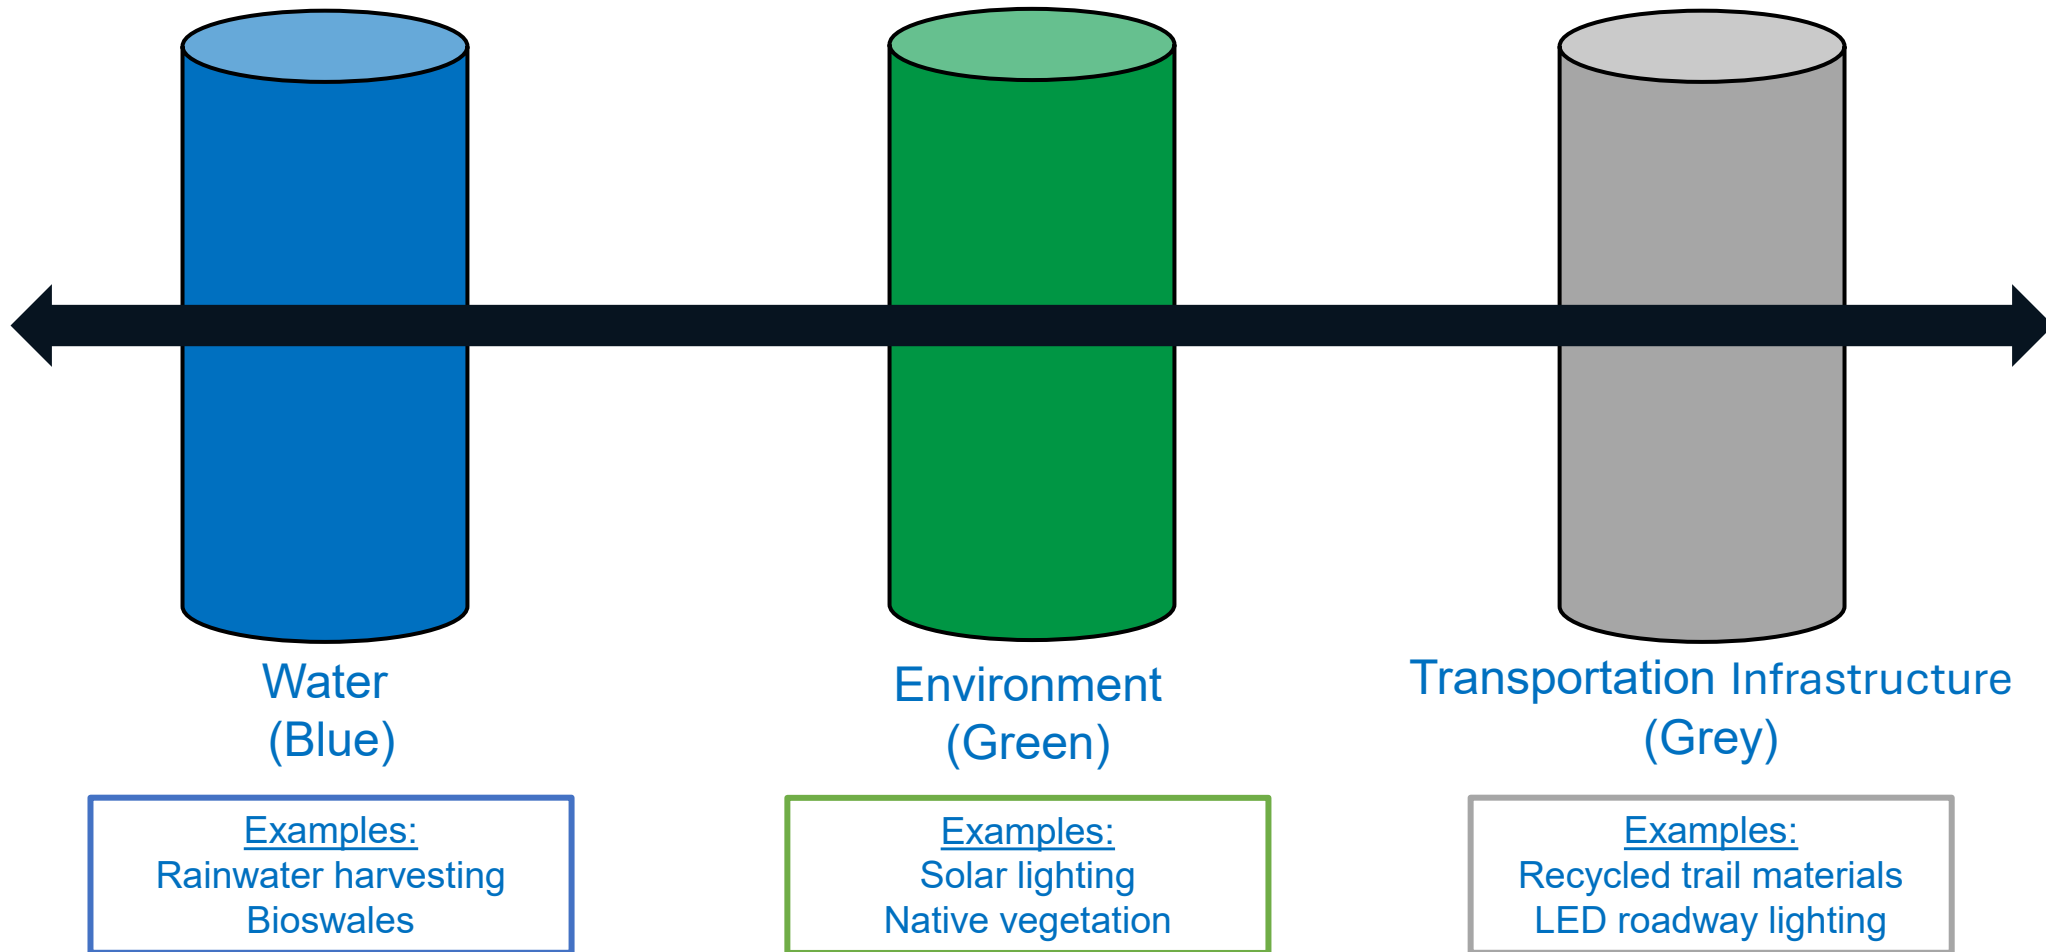 Water
(Blue)
Examples:
Rainwater harvesting
Bioswales
Environment
(Green)
Examples:
Solar lighting
Native vegetation
Transportation Infrastructure
(Grey)
Examples:
Recycled trail materials
LED roadway lighting